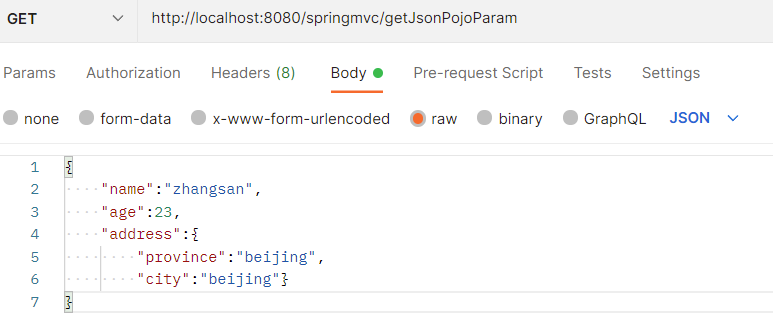 GET http://localhost:8080/springmvc/getJsonPojoParam
Params Authorization Headers (8) Body Pre-request Script Tests Settings
none form-data x-www-form-urlencoded raw binary GraphQL JSON
1 {
2 ····"name":"zhangsan",
3 ····"age":23,
4 ····"address":{
5 ········"province":"beijing",
6 ········"city":"beijing"}
7 }